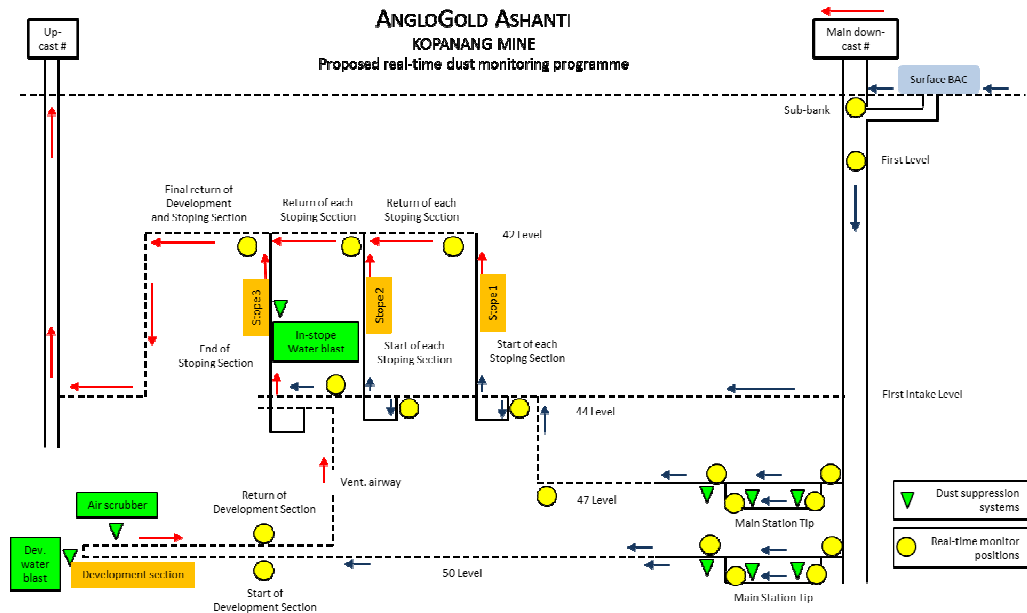 ANGLOGOLD ASHANTI
KOPANANG MINE
Proposed real-time dust monitoring programme
Up-
cast #
Main down-
cast #
Surface BAC
Sub-bank
First Level
Final return of
Development
and Stoping Section
Return of each
Stoping Section
Return of each
Stoping Section
42 Level
Stope 3
Stope 2
Stope 1
In-stope
Water blast
End of
Stoping Section
Start of each
Stoping Section
Start of each
Stoping Section
First Intake Level
44 Level
Vent. airway
47 Level
Main Station Tip
Air scrubber
Return of
Development Section
Dev.
water
blast
Development section
50 Level
Start of
Development Section
Main Station Tip
Dust suppression
systems
Real-time monitor
positions